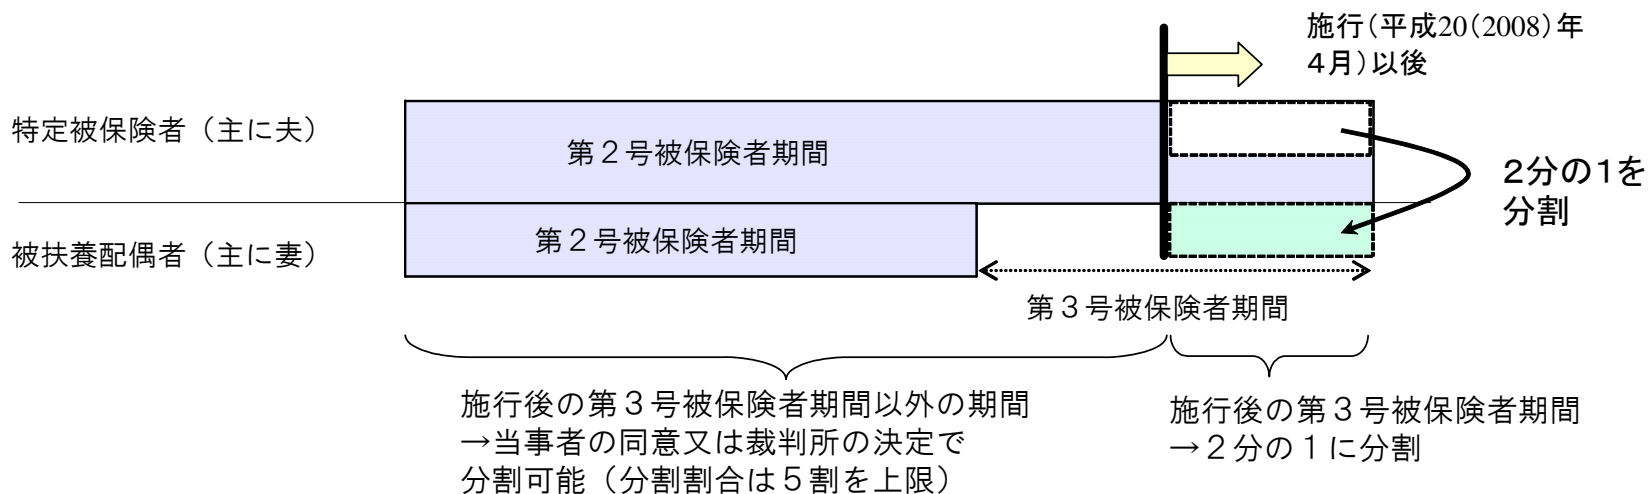 施行(平成20(2008)年
4月)以後
特定被保険者（主に夫）
第２号被保険者期間
2分の1を
分割
被扶養配偶者（主に妻）
第２号被保険者期間
第３号被保険者期間
施行後の第３号被保険者期間以外の期間
→当事者の同意又は裁判所の決定で
分割可能（分割割合は５割を上限）
施行後の第３号被保険者期間
→２分の１に分割